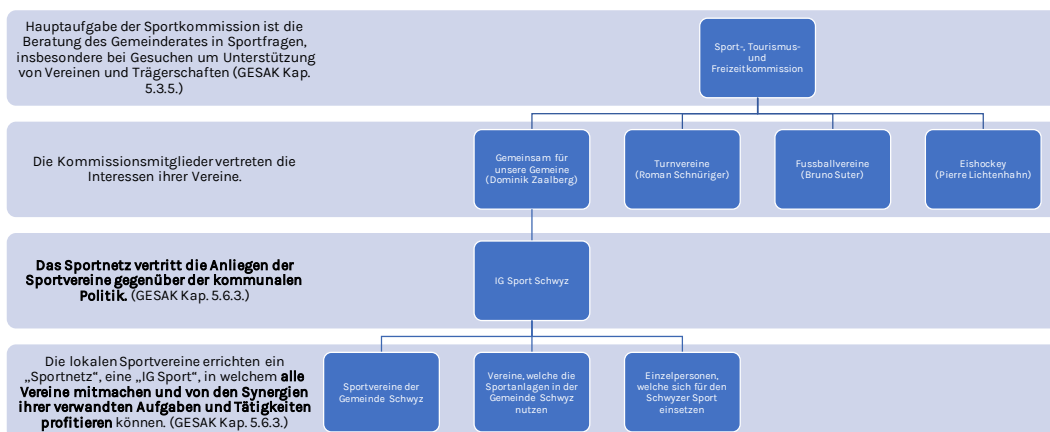 Hauptaufgabe der Sportkommission ist die
Beratung des Gemeinderates in Sportfragen,
insbesondere bei Gesuchen um Unterstützung
von Vereinen und Trägerschaften (GESAK Kap.
5.3.5.)
Sport-, Tourismus-
und
Freizeitkommission
Die Kommissionsmitglieder vertreten die
Interessen ihrer Vereine.
Gemeinsam für
unsere Gemeine
(Dominik Zaalberg)
Turnvereine
(Roman Schnüriger)
Fussballvereine
(Bruno Suter)
Eishockey
(Pierre Lichtenhahn)
Das Sportnetz vertritt die Anliegen der
Sportvereine gegenüber der kommunalen
Politik. (GESAK Kap. 5.6.3.)
IG Sport Schwyz
Die lokalen Sportvereine errichten ein
„Sportnetz“, eine „IG Sport“, in welchem alle
Vereine mitmachen und von den Synergien
ihrer verwandten Aufgaben und Tätigkeiten
profitieren können. (GESAK Kap. 5.6.3.)
Sportvereine der
Gemeinde Schwyz
Vereine, welche die
Sportanlagen in der
Gemeinde Schwyz
nutzen
Einzelpersonen,
welche sich für den
Schwyzer Sport
einsetzen